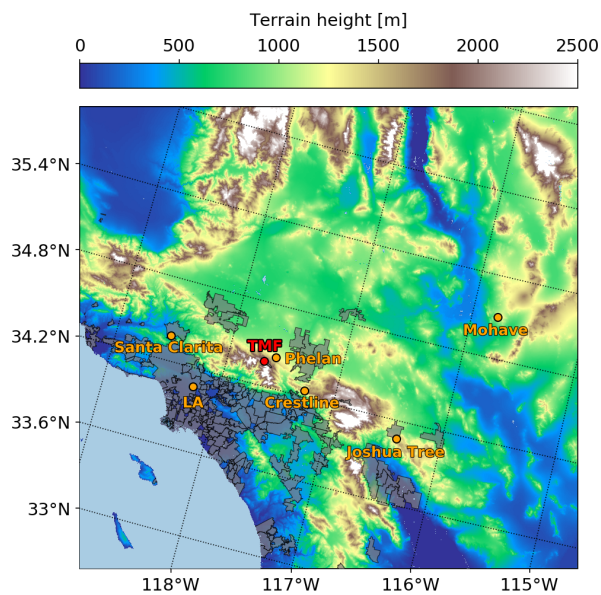 Terrain height [m]
0 500 1000 1500 2000 2500
35.4°N
34.8°N
34.2°N
33.6°N
33°N
Mohave
Santa Clarita
TMF
Phelan
LA
Crestline
Joshua Tree
118°W 117°W 116°W 115°W